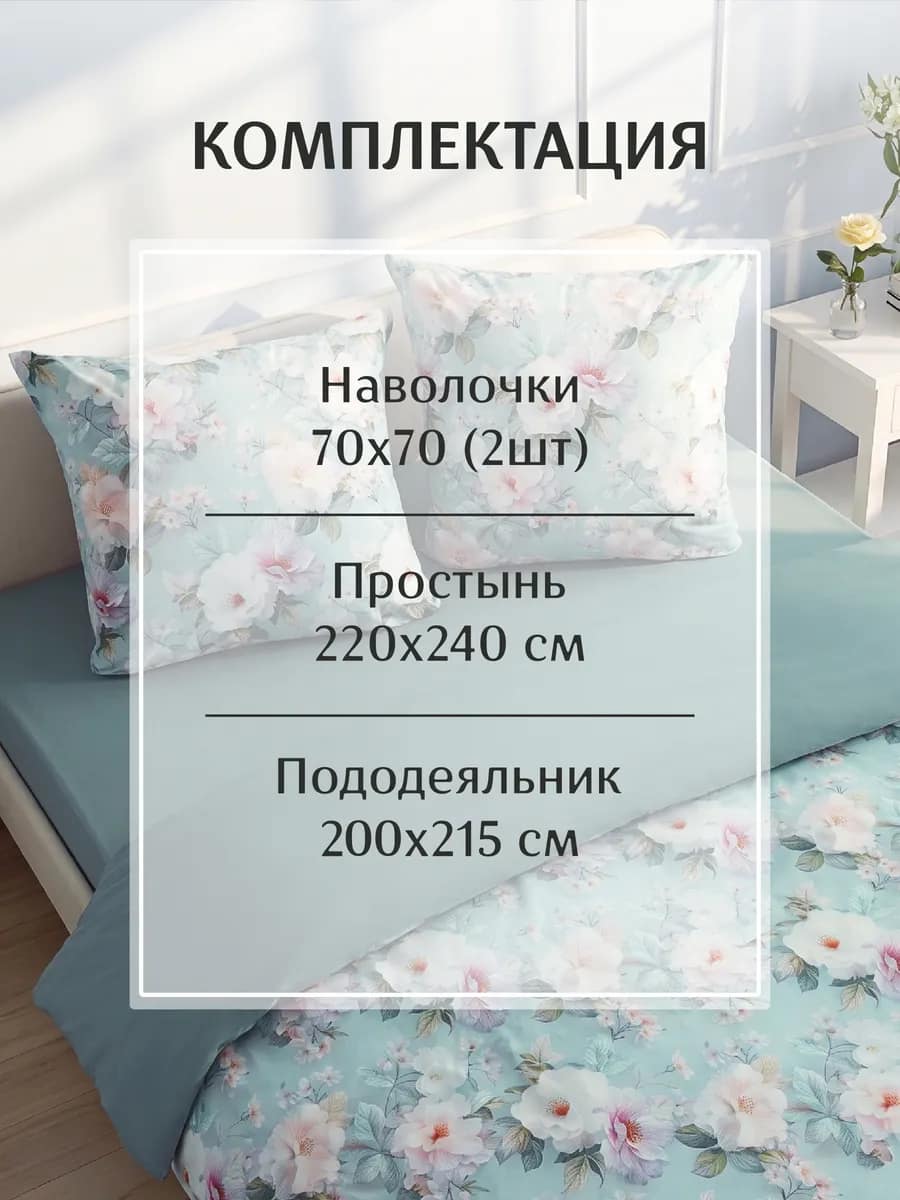 КОМПЛЕКТАЦИЯ
Наволочки
70х70 (2шт)
Простынь
220х240 см
Пододеяльник
200х215 см